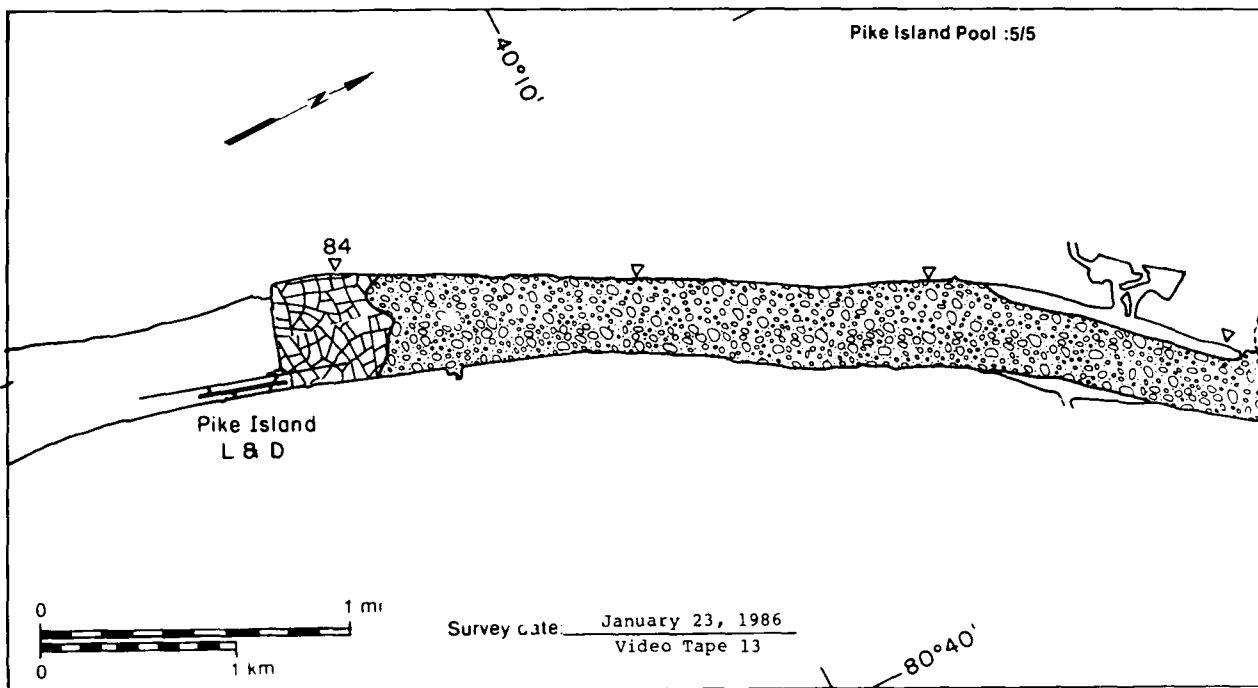 Pike Island Pool :5/5
40°10'
N
84
Pike Island
L & D
0 1 mi
0 1 km
Survey date: January 23, 1986
Video Tape 13
80°40'